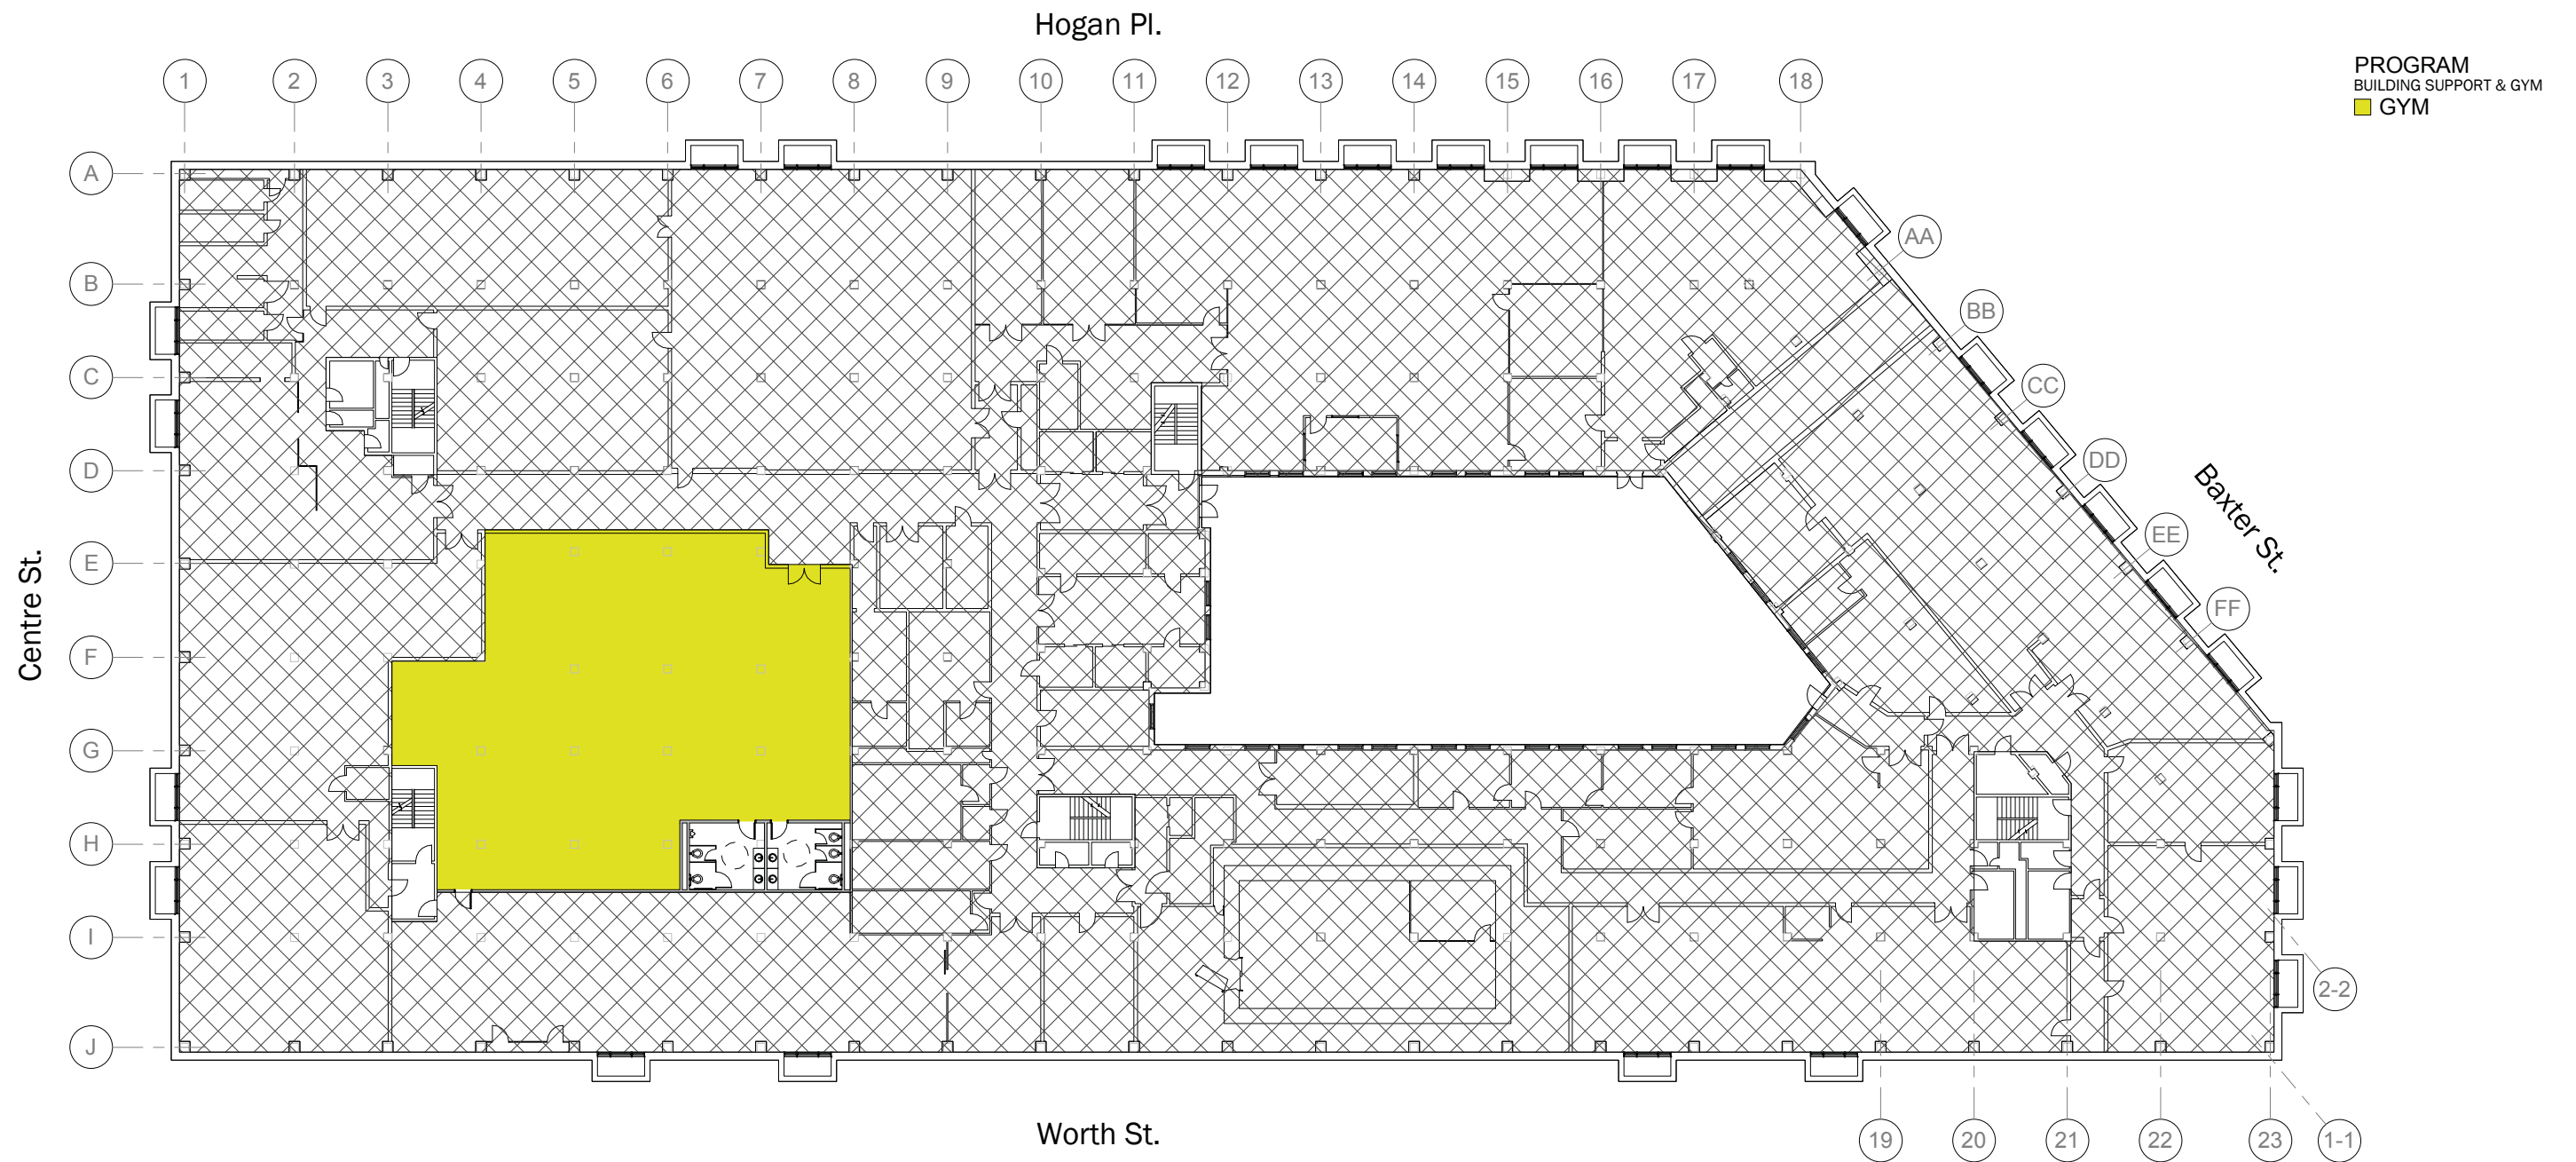 Hogan Pl.
PROGRAM
BUILDING SUPPORT & GYM
GYM
1 2 3 4 5 6 7 8 9 10 11 12 13 14 15 16 17 18
A
B
C
D
E
F
G
H
I
J
AA
BB
CC
DD
EE
FF
Centre St.
Baxter St.
2-2
19 20 21 22 23 1-1
Worth St.